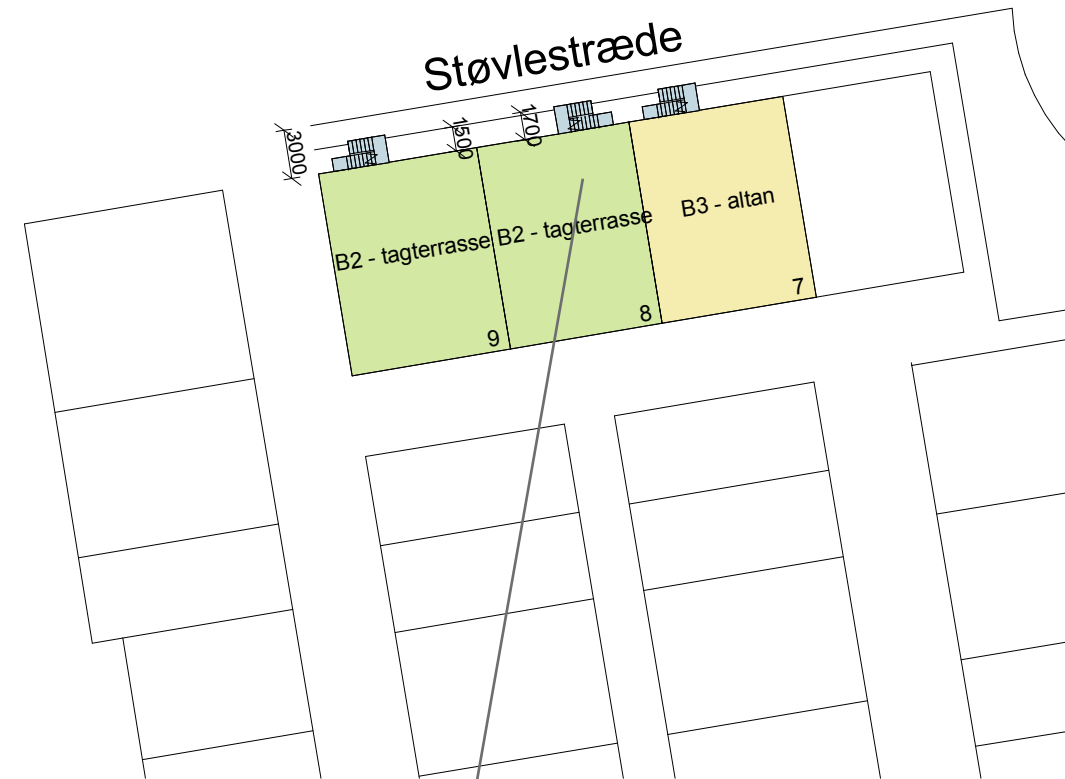 Støvlestræde
3000
1500
1700
B2 - tagterrasse
B2 - tagterrasse
B3 - altan
9
8
7